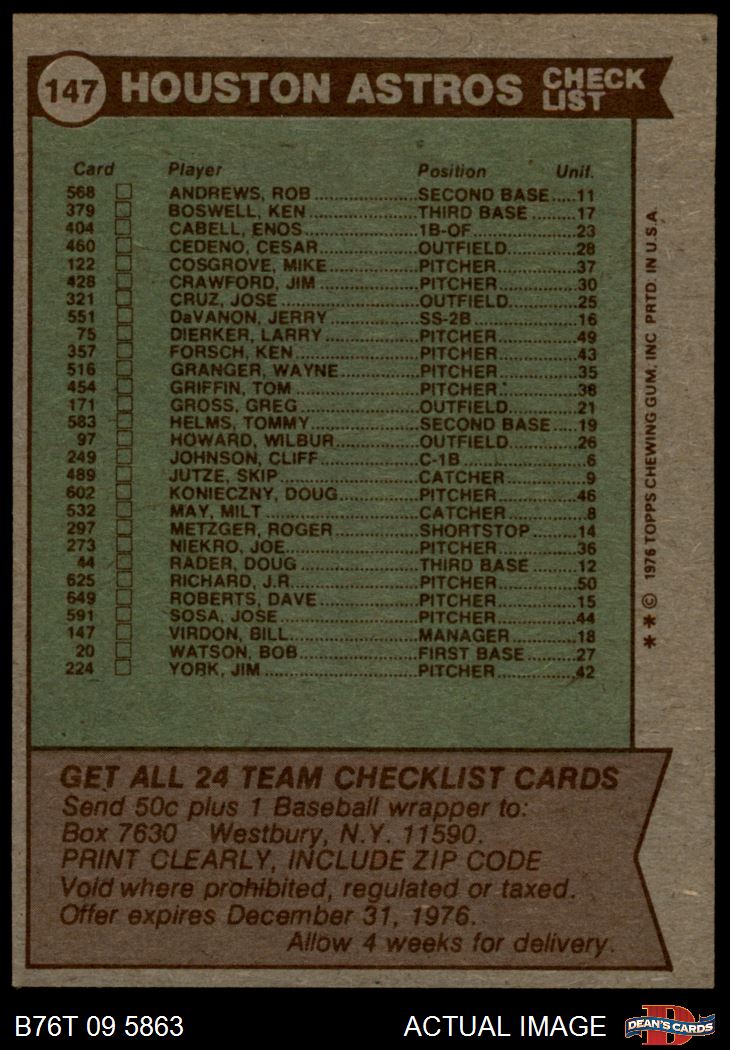 147 HOUSTON ASTROS CHECK LIST
Card Player Position Unif.
568 ANDREWS, ROB SECOND BASE 11
379 BOSWELL, KEN THIRD BASE 17
404 CABELL, ENOS 1B-OF 23
460 CEDENO, CESAR OUTFIELD 28
122 COSGROVE, MIKE PITCHER 37
428 CRAWFORD, JIM PITCHER 30
321 CRUZ, JOSE OUTFIELD 25
551 DaVANON, JERRY SS-2B 16
75 DIERKER, LARRY PITCHER 49
357 FORSCH, KEN PITCHER 43
516 GRANGER, WAYNE PITCHER 35
454 GRIFFIN, TOM PITCHER 38
171 GROSS, GREG OUTFIELD 21
583 HELMS, TOMMY SECOND BASE 19
97 HOWARD, WILBUR OUTFIELD 26
249 JOHNSON, CLIFF C-1B 6
489 JUTZE, SKIP CATCHER 9
602 KONIECZNY, DOUG PITCHER 46
532 MAY, MILT CATCHER 8
297 METZGER, ROGER SHORTSTOP 14
273 NIEKRO, JOE PITCHER 36
44 RADER, DOUG THIRD BASE 12
625 RICHARD, J.R. PITCHER 50
649 ROBERTS, DAVE PITCHER 15
591 SOSA, JOSE PITCHER 44
147 VIRDON, BILL MANAGER 18
20 WATSON, BOB FIRST BASE 27
224 YORK, JIM PITCHER 42
** © 1976 TOPPS CHEWING GUM, INC. PRTD. IN U.S.A.
GET ALL 24 TEAM CHECKLIST CARDS
Send 50c plus 1 Baseball wrapper to:
Box 7630 Westbury, N.Y. 11590.
PRINT CLEARLY, INCLUDE ZIP CODE
Void where prohibited, regulated or taxed.
Offer expires December 31, 1976.
Allow 4 weeks for delivery.
B76T 09 5863 ACTUAL IMAGE D DEAN'S CARDS